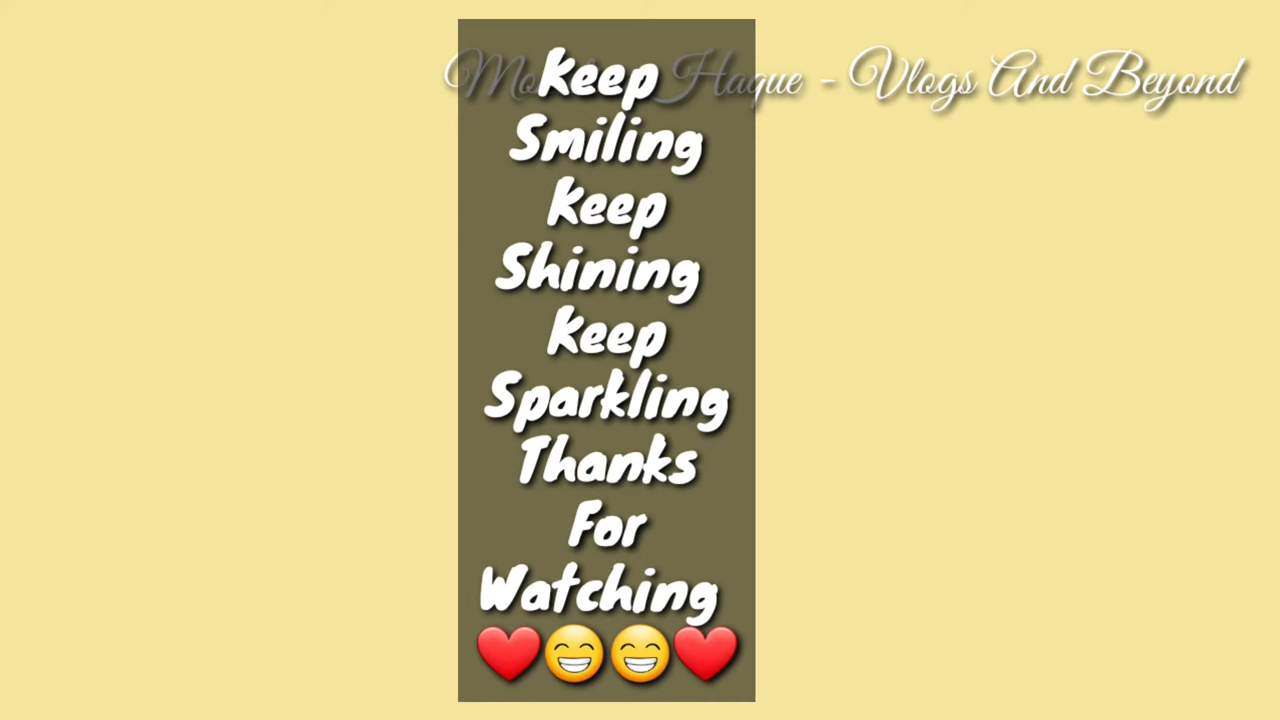 Haque - Vlogs And Beyond
Keep
Smiling
Keep
Shining
Keep
Sparkling
Thanks
For
Watching
❤️😁😁❤️